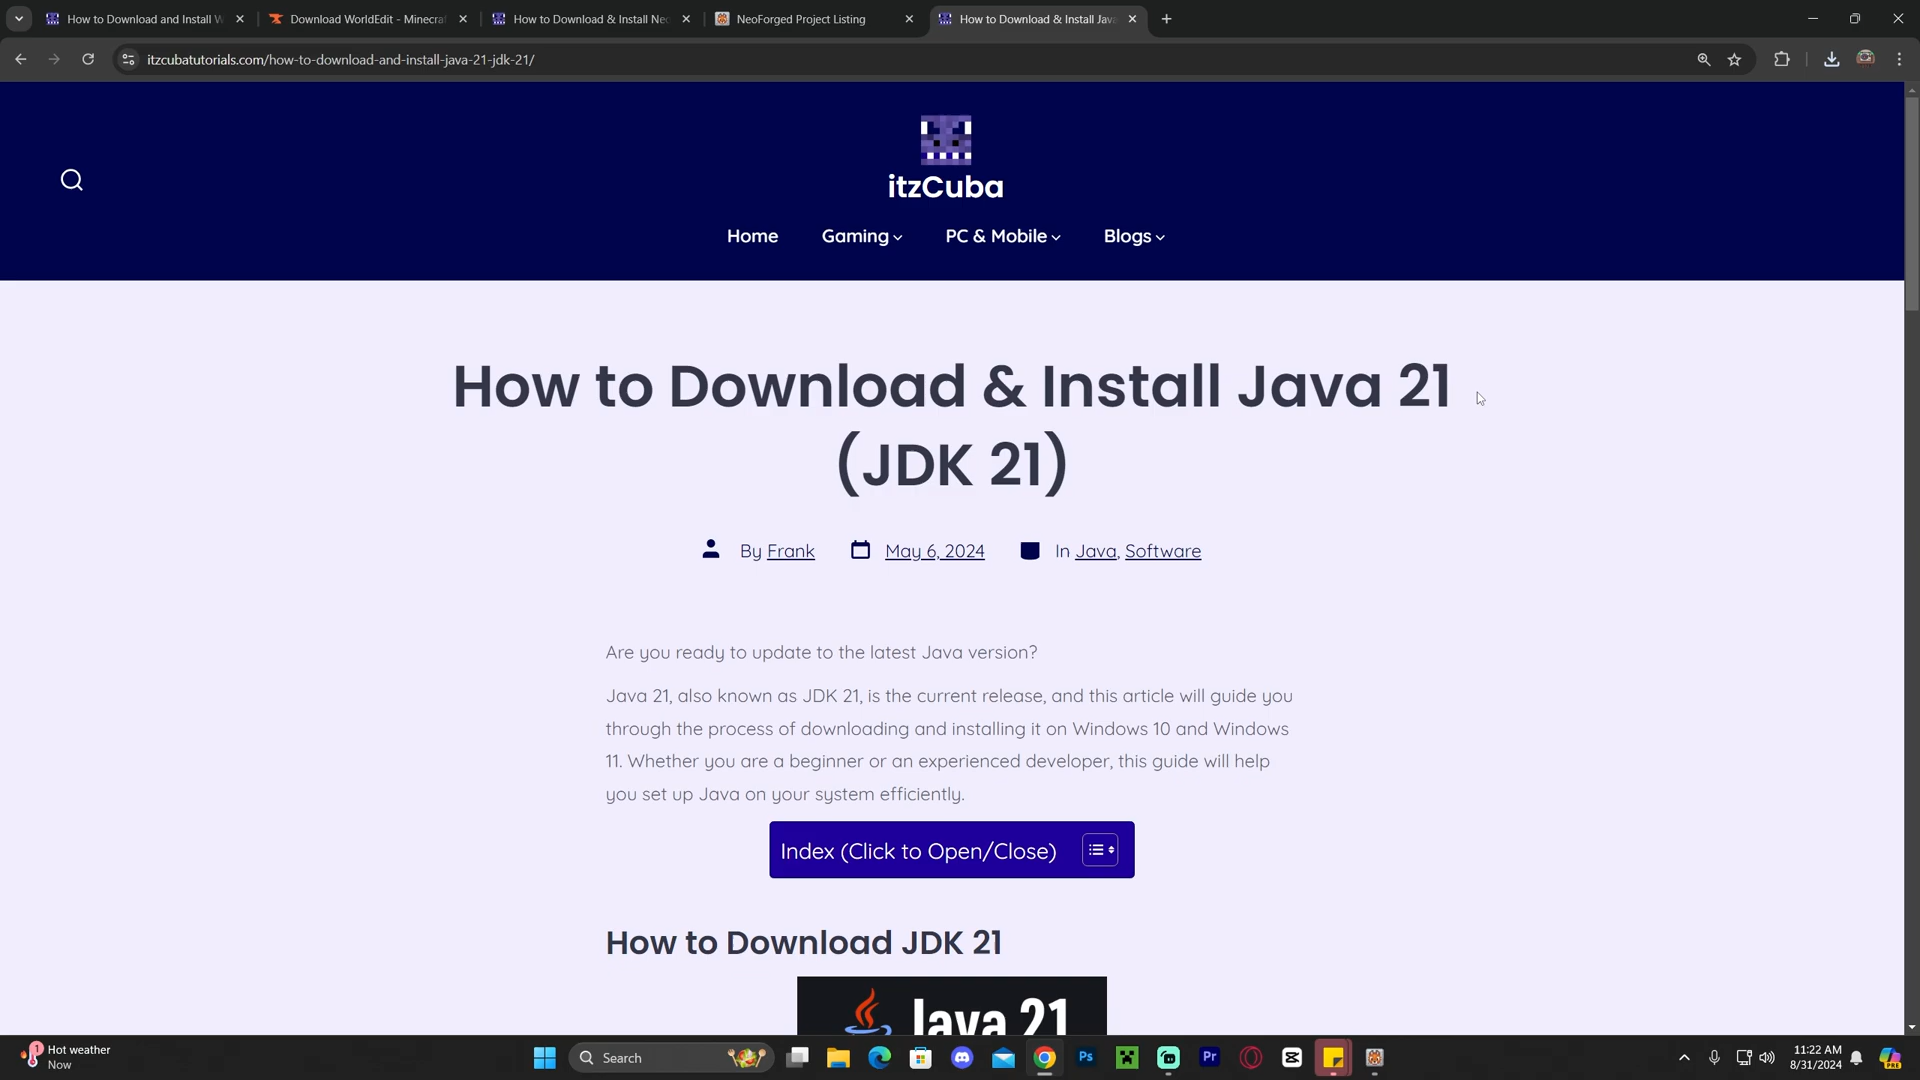 How to Download and Install W
Download WorldEdit - Minecra
How to Download & Install Neo
NeoForged Project Listing
How to Download & Install Java
itzcubatutorials.com/how-to-download-and-install-java-21-jdk-21/
itzCuba
Home
Gaming
PC & Mobile
Blogs
How to Download & Install Java 21
(JDK 21)
By Frank
May 6, 2024
In Java, Software
Are you ready to update to the latest Java version?
Java 21, also known as JDK 21, is the current release, and this article will guide you
through the process of downloading and installing it on Windows 10 and Windows
11. Whether you are a beginner or an experienced developer, this guide will help
you set up Java on your system efficiently.
Index (Click to Open/Close)
How to Download JDK 21
Java 21
1
Hot weather
Now
Search
Ps
Pr
11:22 AM
8/31/2024
PRE